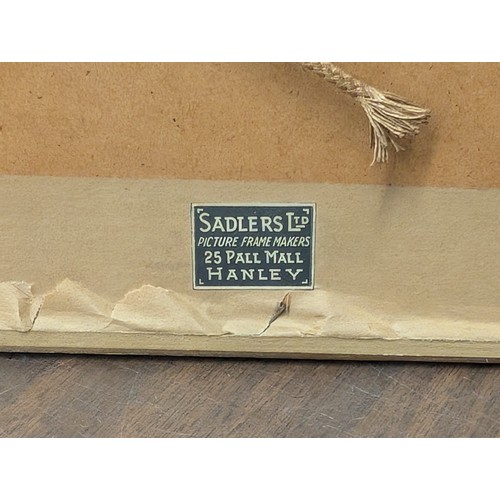 SADLERS LTD
PICTURE FRAME MAKERS
25 PALL MALL
HANLEY